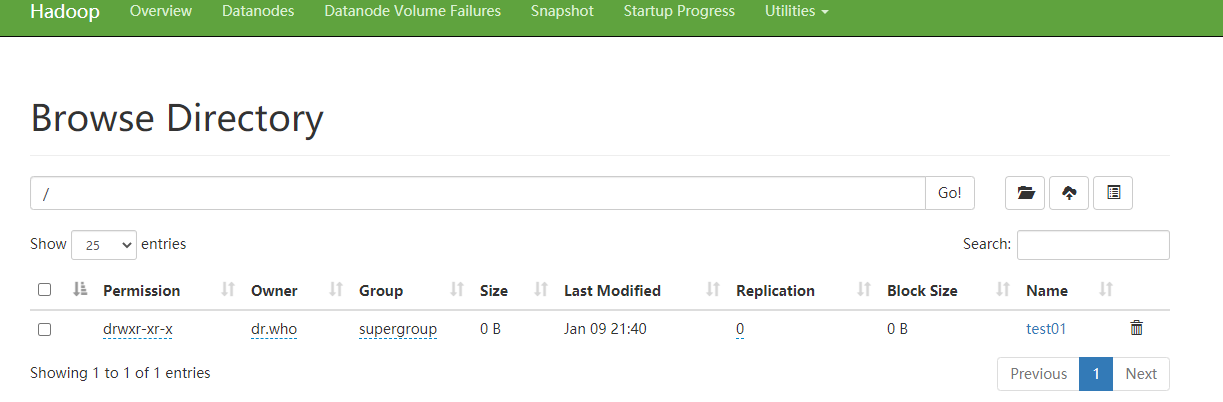 Hadoop Overview Datanodes Datanode Volume Failures Snapshot Startup Progress Utilities
Browse Directory
/ Go!
Show 25 entries Search:
Permission Owner Group Size Last Modified Replication Block Size Name
drwxr-xr-x dr.who supergroup 0 B Jan 09 21:40 0 0 B test01
Showing 1 to 1 of 1 entries Previous 1 Next